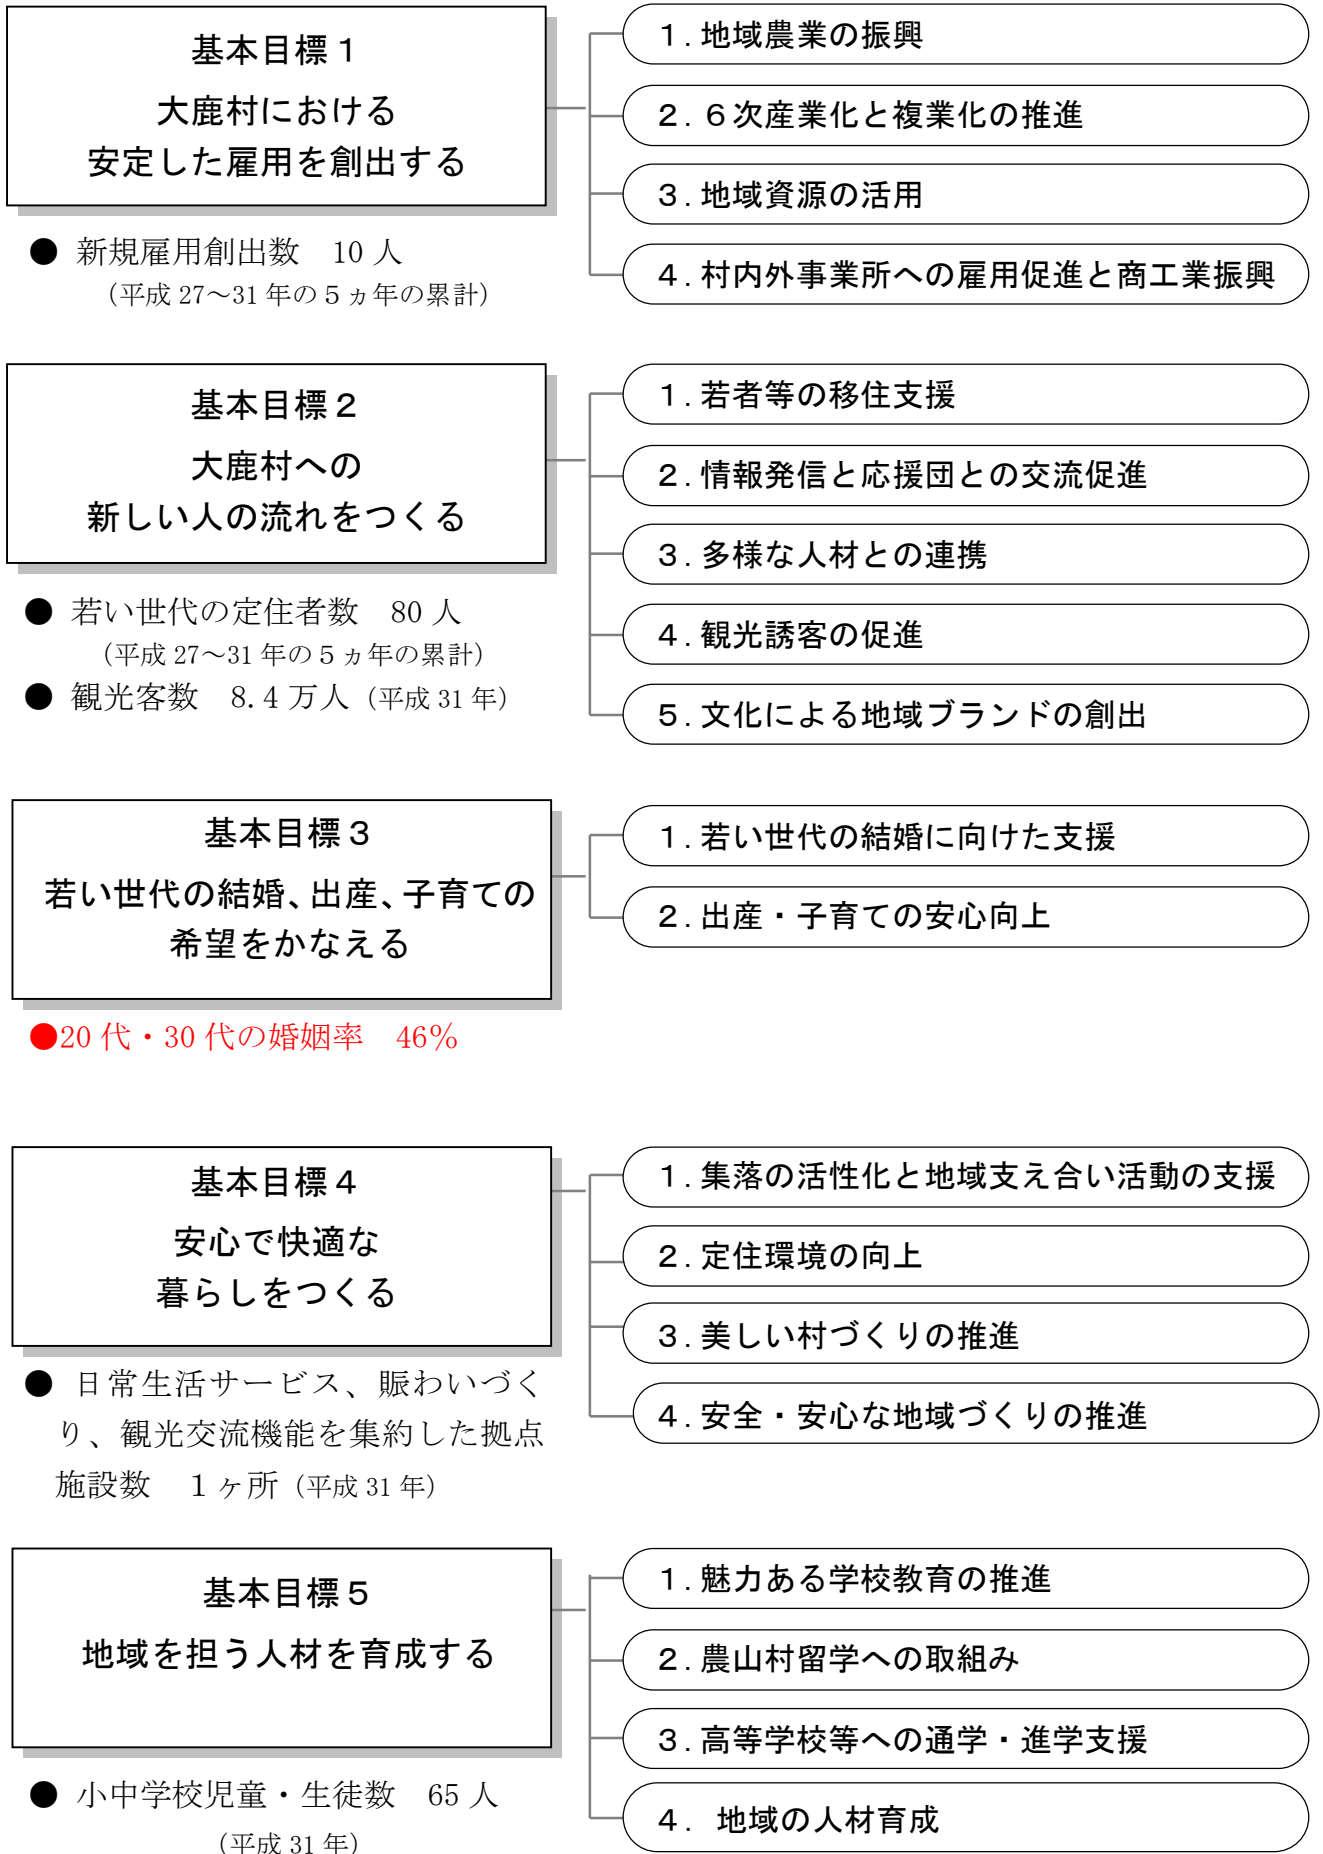 基本目標１
大鹿村における
安定した雇用を創出する
● 新規雇用創出数　10 人
（平成 27～31 年の５ヵ年の累計）
１.地域農業の振興
２.６次産業化と複業化の推進
３.地域資源の活用
４.村内外事業所への雇用促進と商工業振興
基本目標２
大鹿村への
新しい人の流れをつくる
● 若い世代の定住者数　80 人
（平成 27～31 年の５ヵ年の累計）
● 観光客数　8.4 万人（平成 31 年）
１.若者等の移住支援
２.情報発信と応援団との交流促進
３.多様な人材との連携
４.観光誘客の促進
５.文化による地域ブランドの創出
基本目標３
若い世代の結婚、出産、子育ての
希望をかなえる
●20 代・30 代の婚姻率　46％
１.若い世代の結婚に向けた支援
２.出産・子育ての安心向上
基本目標４
安心で快適な
暮らしをつくる
● 日常生活サービス、賑わいづく
り、観光交流機能を集約した拠点
施設数　１ヶ所（平成 31 年）
１.集落の活性化と地域支え合い活動の支援
２.定住環境の向上
３.美しい村づくりの推進
４.安全・安心な地域づくりの推進
基本目標５
地域を担う人材を育成する
● 小中学校児童・生徒数　65 人
（平成 31 年）
１.魅力ある学校教育の推進
２.農山村留学への取組み
３.高等学校等への通学・進学支援
４. 地域の人材育成